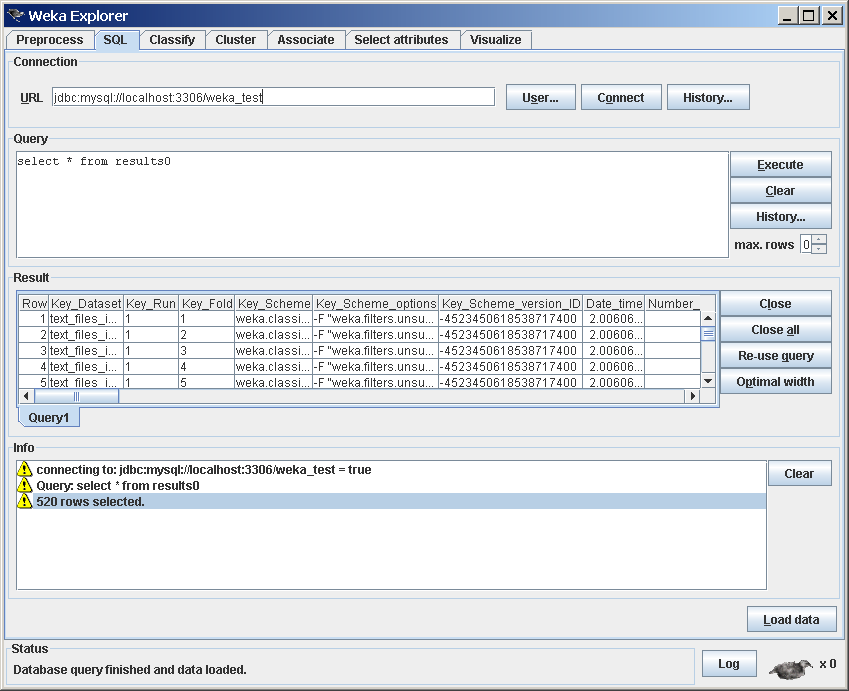 Weka Explorer
Preprocess SQL Classify Cluster Associate Select attributes Visualize
Connection
URL jdbc:mysql://localhost:3306/weka_test User... Connect History...
Query
select * from results0
Execute
Clear
History...
max. rows 0
Result
Row Key_Dataset Key_Run Key_Fold Key_Scheme Key_Scheme_options Key_Scheme_version_ID Date_time Number_
1 text_files_i... 1 1 weka.classi... -F "weka.filters.unsu... -4523450618538717400 2.00606...
2 text_files_i... 1 2 weka.classi... -F "weka.filters.unsu... -4523450618538717400 2.00606...
3 text_files_i... 1 3 weka.classi... -F "weka.filters.unsu... -4523450618538717400 2.00606...
4 text_files_i... 1 4 weka.classi... -F "weka.filters.unsu... -4523450618538717400 2.00606...
5 text_files_i... 1 5 weka.classi... -F "weka.filters.unsu... -4523450618538717400 2.00606...
Close
Close all
Re-use query
Optimal width
Query1
Info
connecting to: jdbc:mysql://localhost:3306/weka_test = true
Query: select * from results0
520 rows selected.
Clear
Load data
Status
Database query finished and data loaded.
Log
x 0